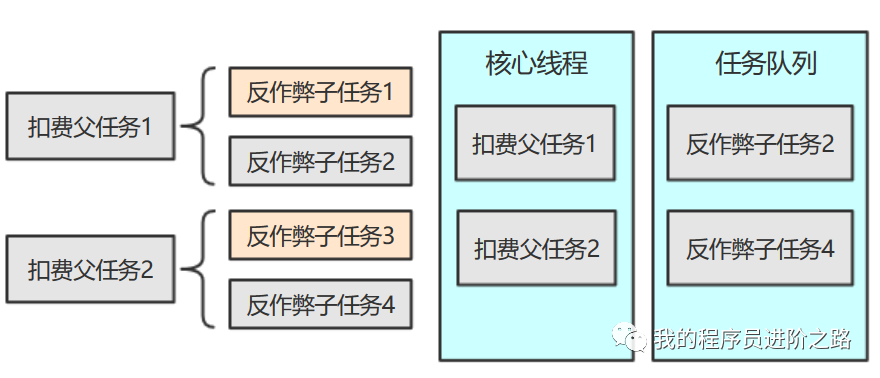 扣费父任务1
反作弊子任务1
反作弊子任务2
扣费父任务2
反作弊子任务3
反作弊子任务4
核心线程
扣费父任务1
扣费父任务2
任务队列
反作弊子任务2
反作弊子任务4
我的程序员进阶之路